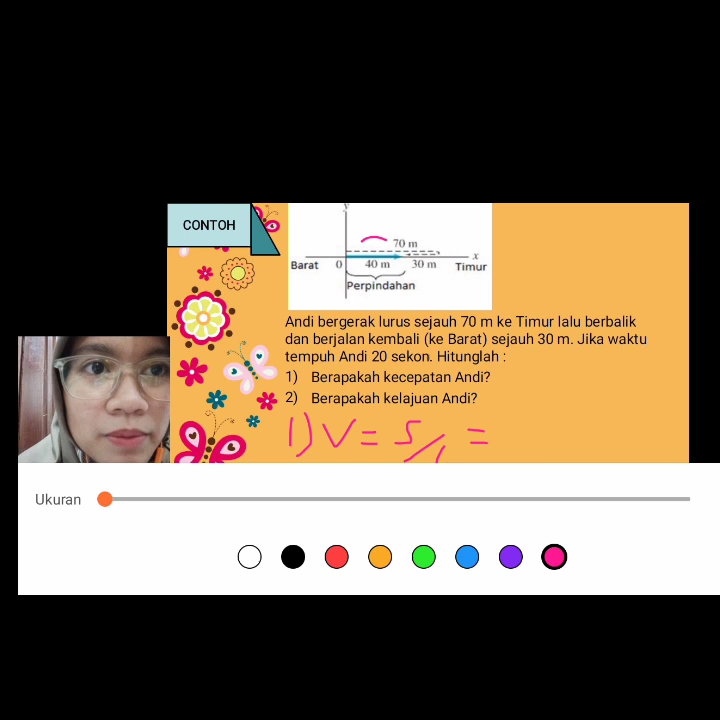 CONTOH
y
70 m
x
Barat 0 40 m 30 m Timur
Perpindahan
Andi bergerak lurus sejauh 70 m ke Timur lalu berbalik
dan berjalan kembali (ke Barat) sejauh 30 m. Jika waktu
tempuh Andi 20 sekon. Hitunglah :
1) Berapakah kecepatan Andi?
2) Berapakah kelajuan Andi?
1) V = S/ =
Ukuran